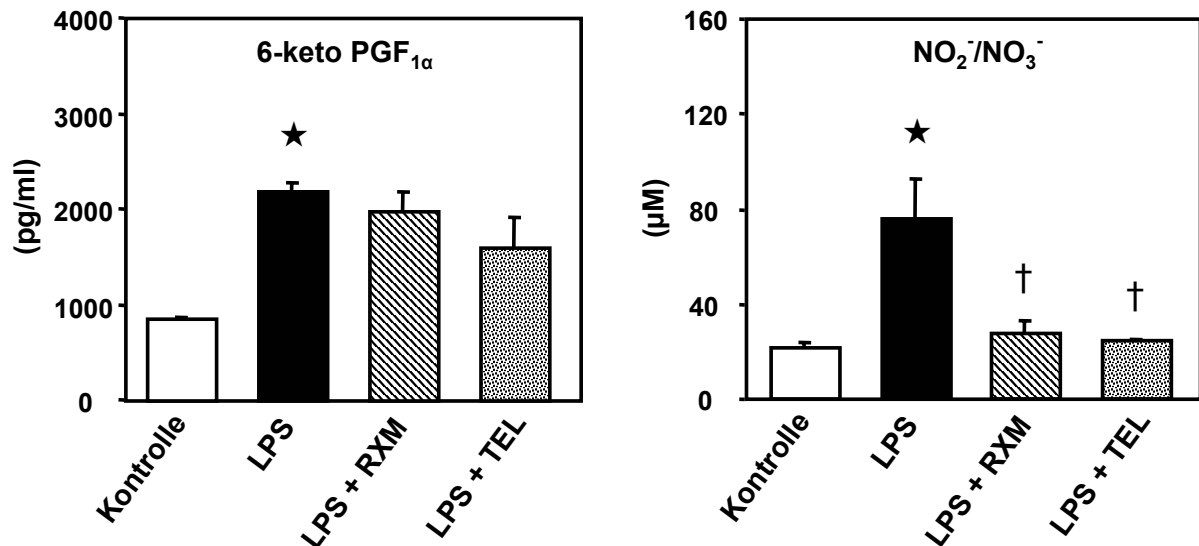 6-keto PGF1α
(pg/ml)
4000
3000
2000
1000
0
★
Kontrolle
LPS
LPS + RXM
LPS + TEL
NO2-/NO3-
(µM)
160
120
80
40
0
★
†
†
Kontrolle
LPS
LPS + RXM
LPS + TEL